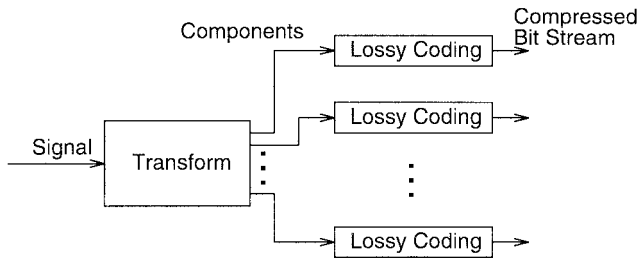 Components
Lossy Coding
Compressed
Bit Stream
Lossy Coding
Signal
Transform
Lossy Coding